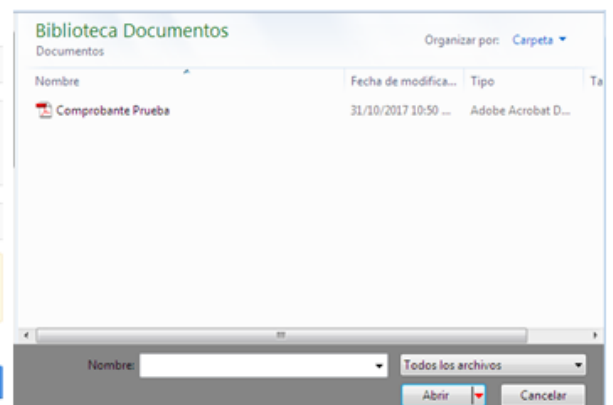 Biblioteca Documentos
Documentos
Organizar por: Carpeta
Nombre Fecha de modifica... Tipo Ta
Comprobante Prueba 31/10/2017 10:50 ... Adobe Acrobat D...
Nombre: Todos los archivos
Abrir Cancelar